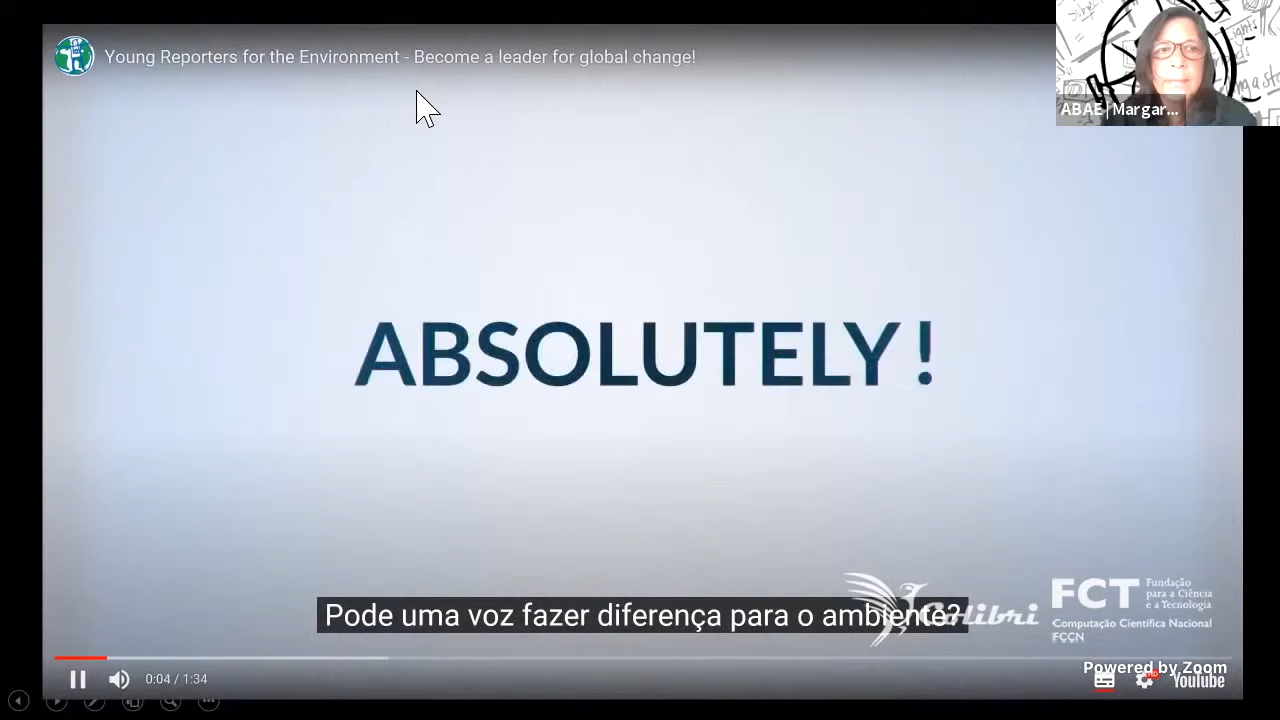 Young Reporters for the Environment - Become a leader for global change!
ABAE | Margar...
ABSOLUTELY !
Pode uma voz fazer diferença para o ambiente?
Colibri
FCT Fundação
para a Ciência
e a Tecnologia
Computação Científica Nacional
FCCN
Powered by Zoom
0:04 / 1:34
YouTube